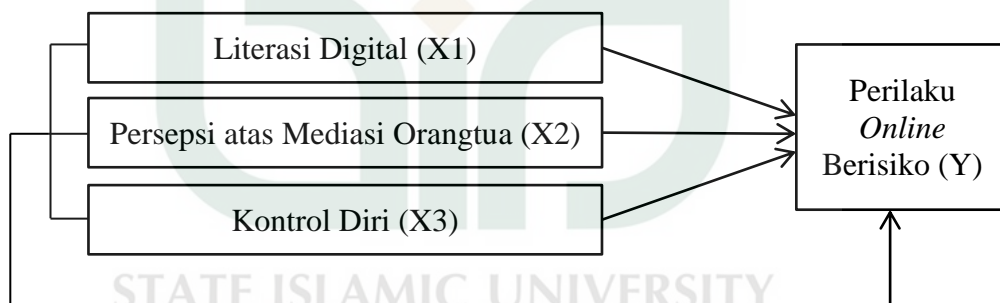 Literasi Digital (X1)
Persepsi atas Mediasi Orangtua (X2)
Kontrol Diri (X3)
Perilaku
Online
Berisiko (Y)
STATE ISLAMIC UNIVERSITY